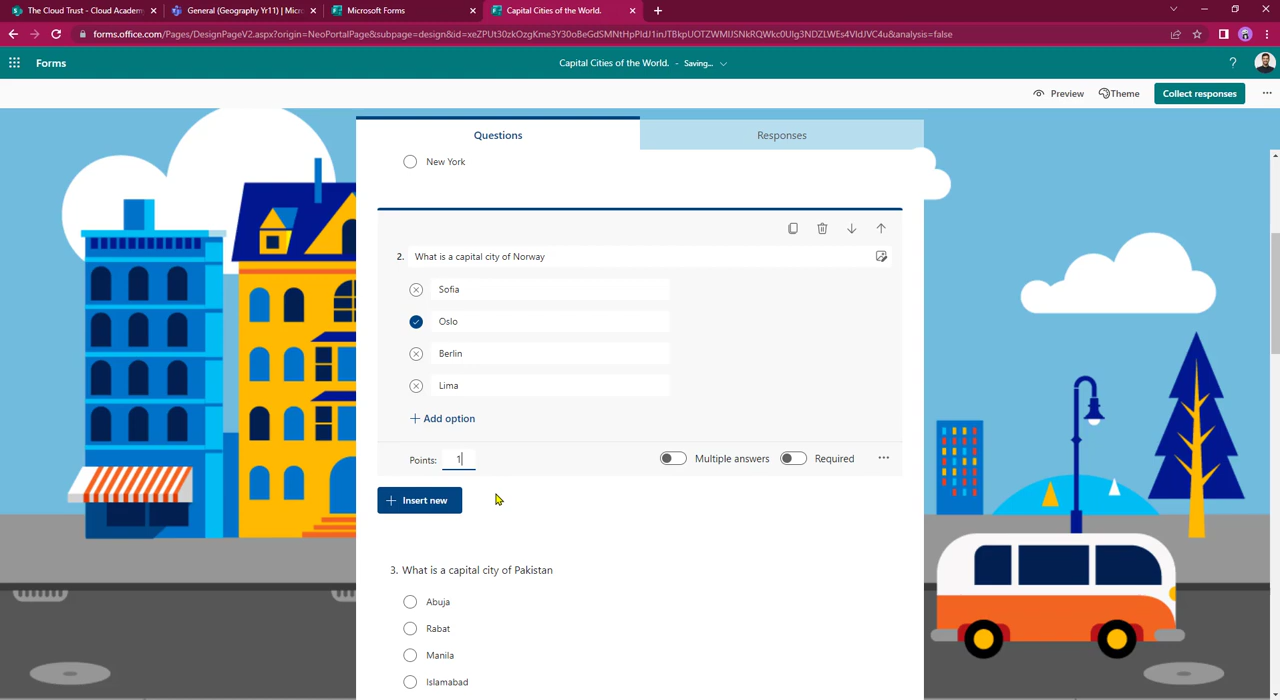 The Cloud Trust - Cloud Academ
General (Geography Yr11) | Micro
Microsoft Forms
Capital Cities of the World.
forms.office.com/Pages/DesignPageV2.aspx?origin=NeoPortalPage&subpage=design&id=xeZPUt30zkOzgKme3Y30oBeGdSMNtHpPldJ1inJTBkpUOTZWMlJSNkRQWkc0Ulg3NDZLWEs4VldJVC4u&analysis=false
Forms
Capital Cities of the World. - Saving...
?
Preview
Theme
Collect responses
Questions
Responses
New York
2. What is a capital city of Norway
Sofia
Oslo
Berlin
Lima
+ Add option
Points: 1
Multiple answers
Required
+ Insert new
3. What is a capital city of Pakistan
Abuja
Rabat
Manila
Islamabad